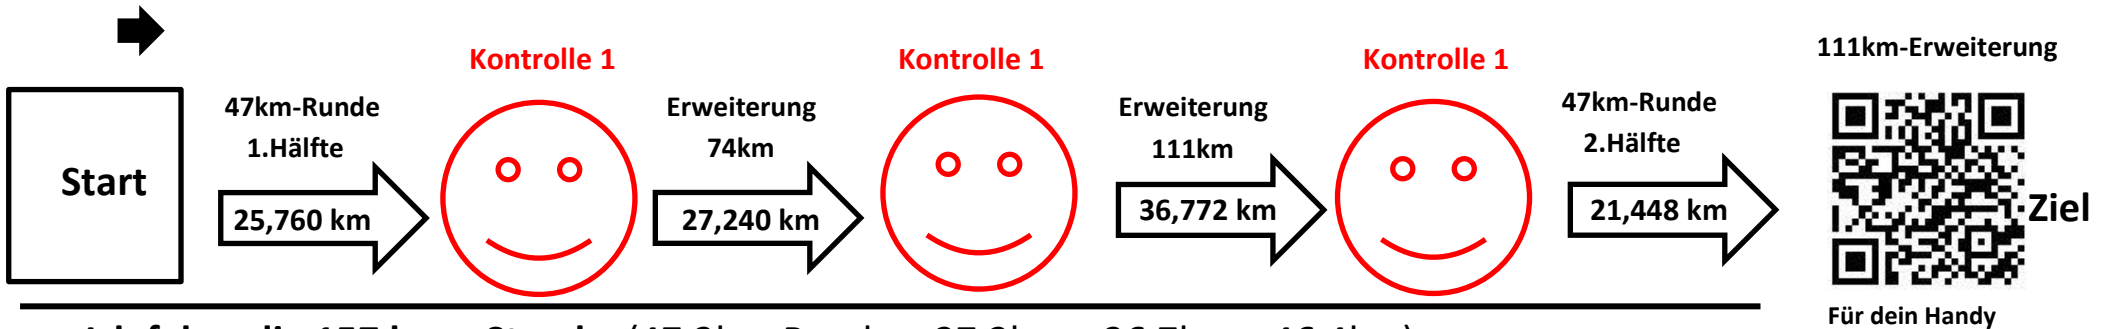 Kontrolle 1
Kontrolle 1
Kontrolle 1
111km-Erweiterung
47km-Runde
1.Hälfte
Erweiterung
74km
Erweiterung
111km
47km-Runde
2.Hälfte
Start
25,760 km
27,240 km
36,772 km
21,448 km
Ziel
Für dein Handy